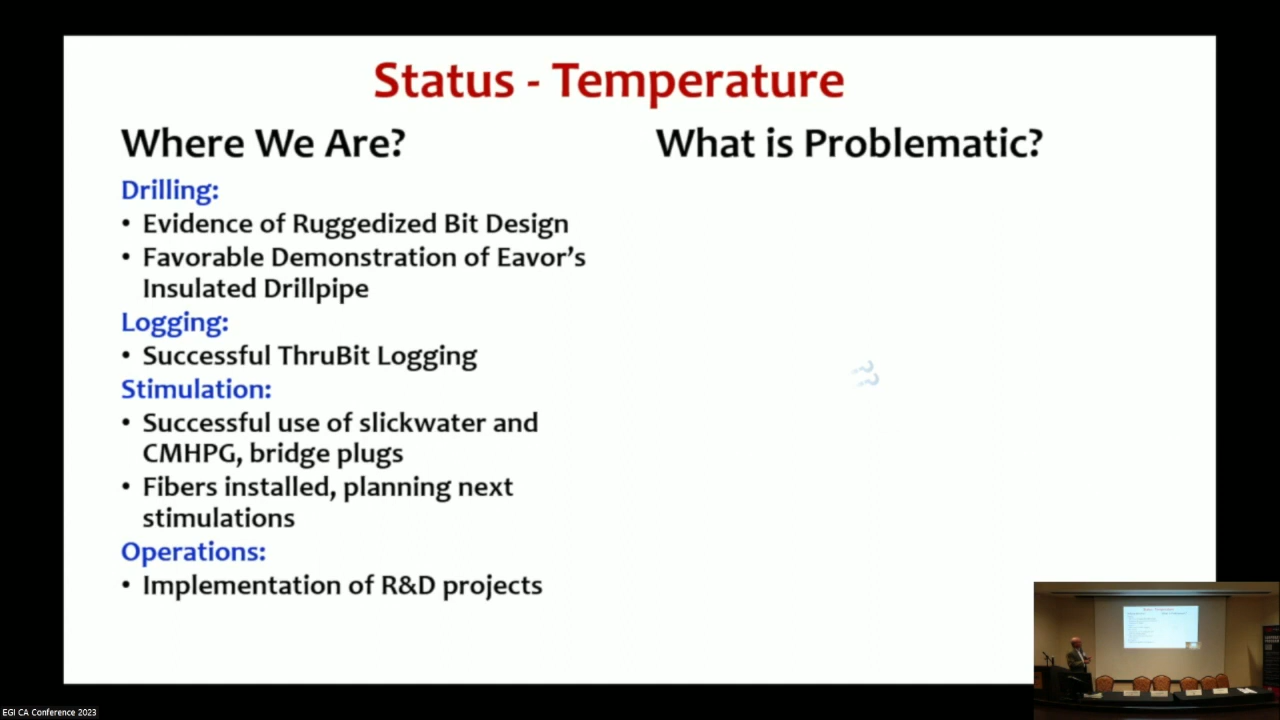 Status - Temperature
Where We Are?
What is Problematic?
Drilling:
• Evidence of Ruggedized Bit Design
• Favorable Demonstration of Eavor's
Insulated Drillpipe
Logging:
• Successful ThruBit Logging
Stimulation:
• Successful use of slickwater and
CMHPG, bridge plugs
• Fibers installed, planning next
stimulations
Operations:
• Implementation of R&D projects
EGI CA Conference 2023